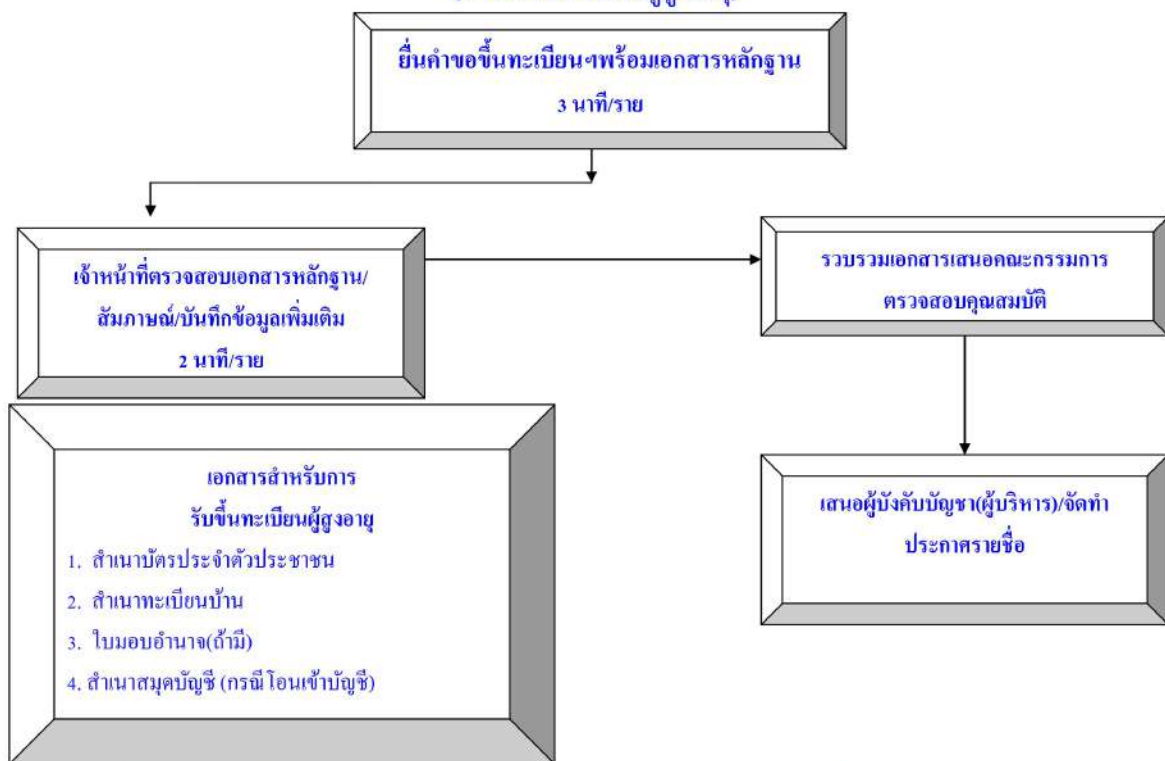 ยื่นคำขอขึ้นทะเบียนฯพร้อมเอกสารหลักฐาน
3 นาที/ราย
เจ้าหน้าที่ตรวจสอบเอกสารหลักฐาน/
สัมภาษณ์/บันทึกข้อมูลเพิ่มเติม
2 นาที/ราย
รวบรวมเอกสารเสนอคณะกรรมการ
ตรวจสอบคุณสมบัติ
เสนอผู้บังคับบัญชา(ผู้บริหาร)/จัดทำ
ประกาศรายชื่อ
เอกสารสำหรับการ
รับขึ้นทะเบียนผู้สูงอายุ
1. สำเนาบัตรประจำตัวประชาชน
2. สำเนาทะเบียนบ้าน
3. ใบมอบอำนาจ(ถ้ามี)
4. สำเนาสมุดบัญชี (กรณีโอนเข้าบัญชี)